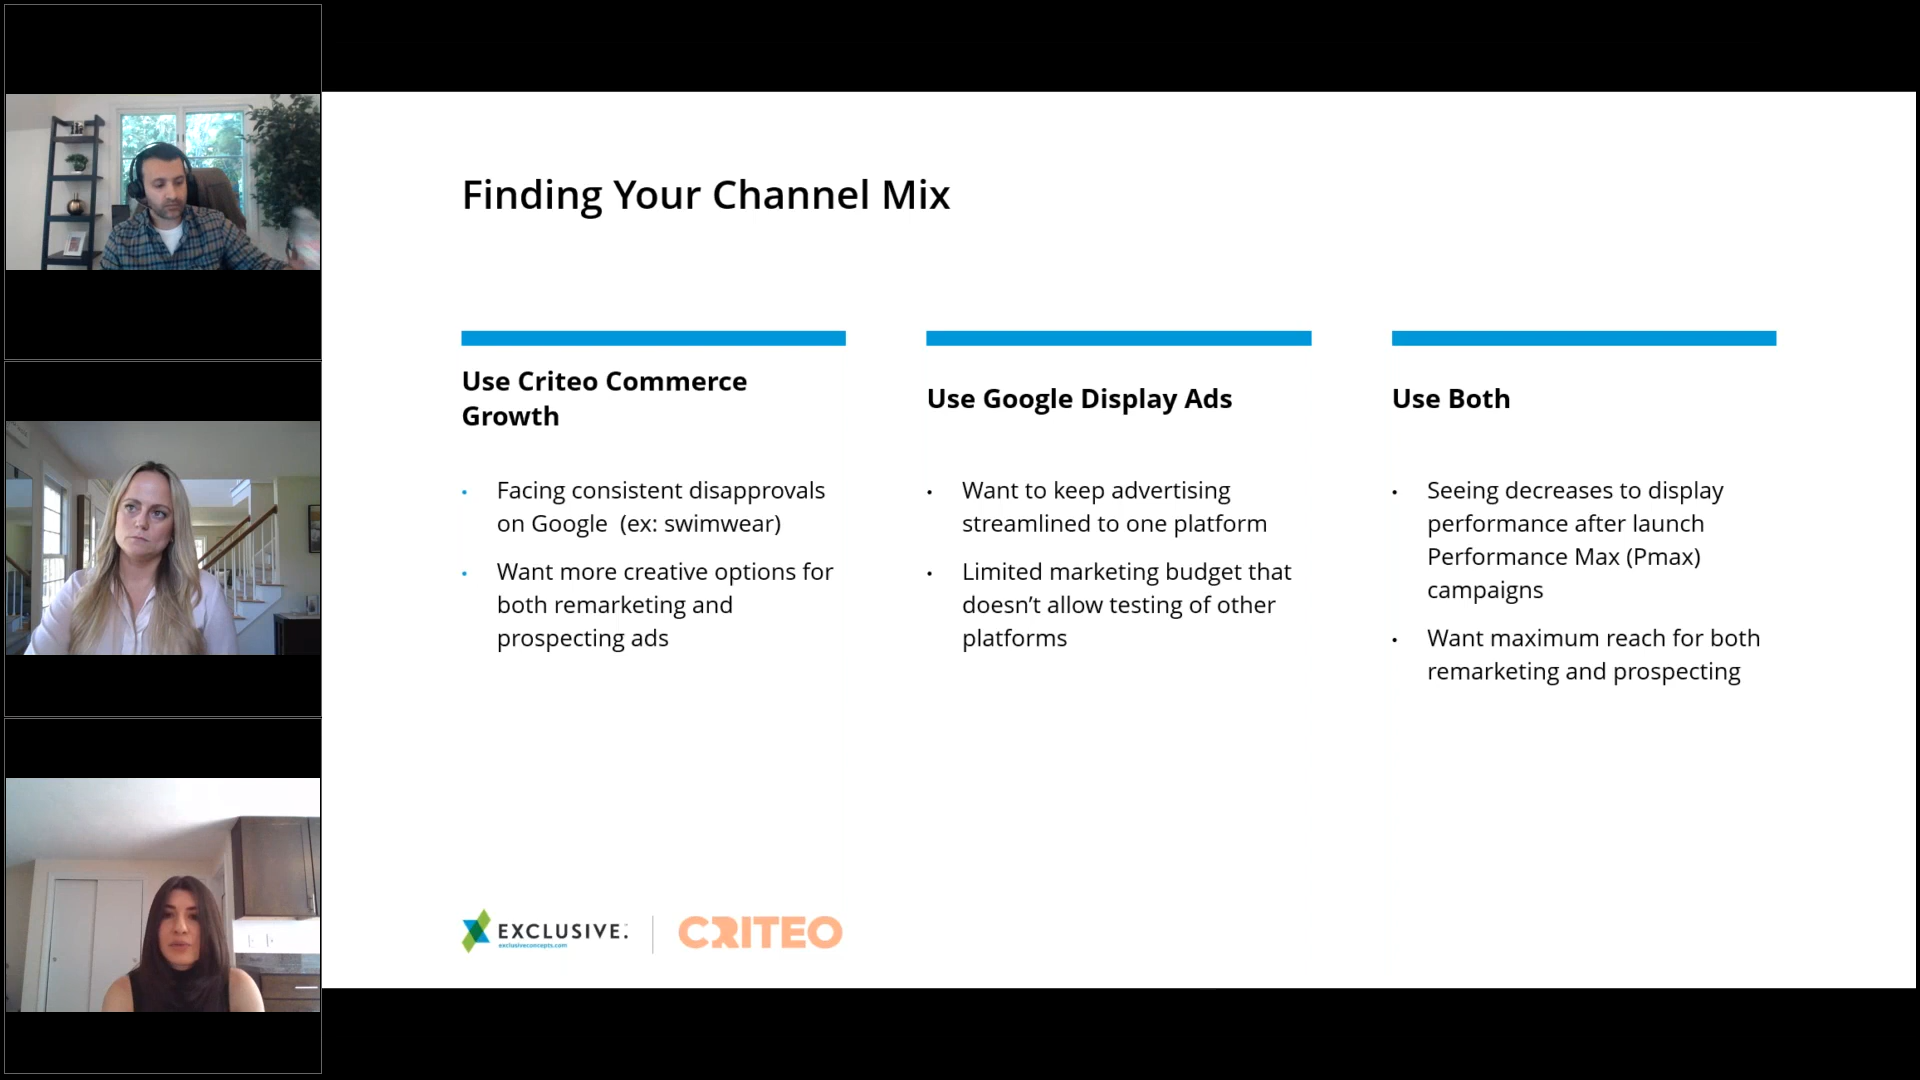 Finding Your Channel Mix
Use Criteo Commerce
Growth
Facing consistent disapprovals
on Google (ex: swimwear)
Want more creative options for
both remarketing and
prospecting ads
Use Google Display Ads
Want to keep advertising
streamlined to one platform
Limited marketing budget that
doesn’t allow testing of other
platforms
Use Both
Seeing decreases to display
performance after launch
Performance Max (Pmax)
campaigns
Want maximum reach for both
remarketing and prospecting
EXCLUSIVE:
exclusiveconcepts.com
CRITEO